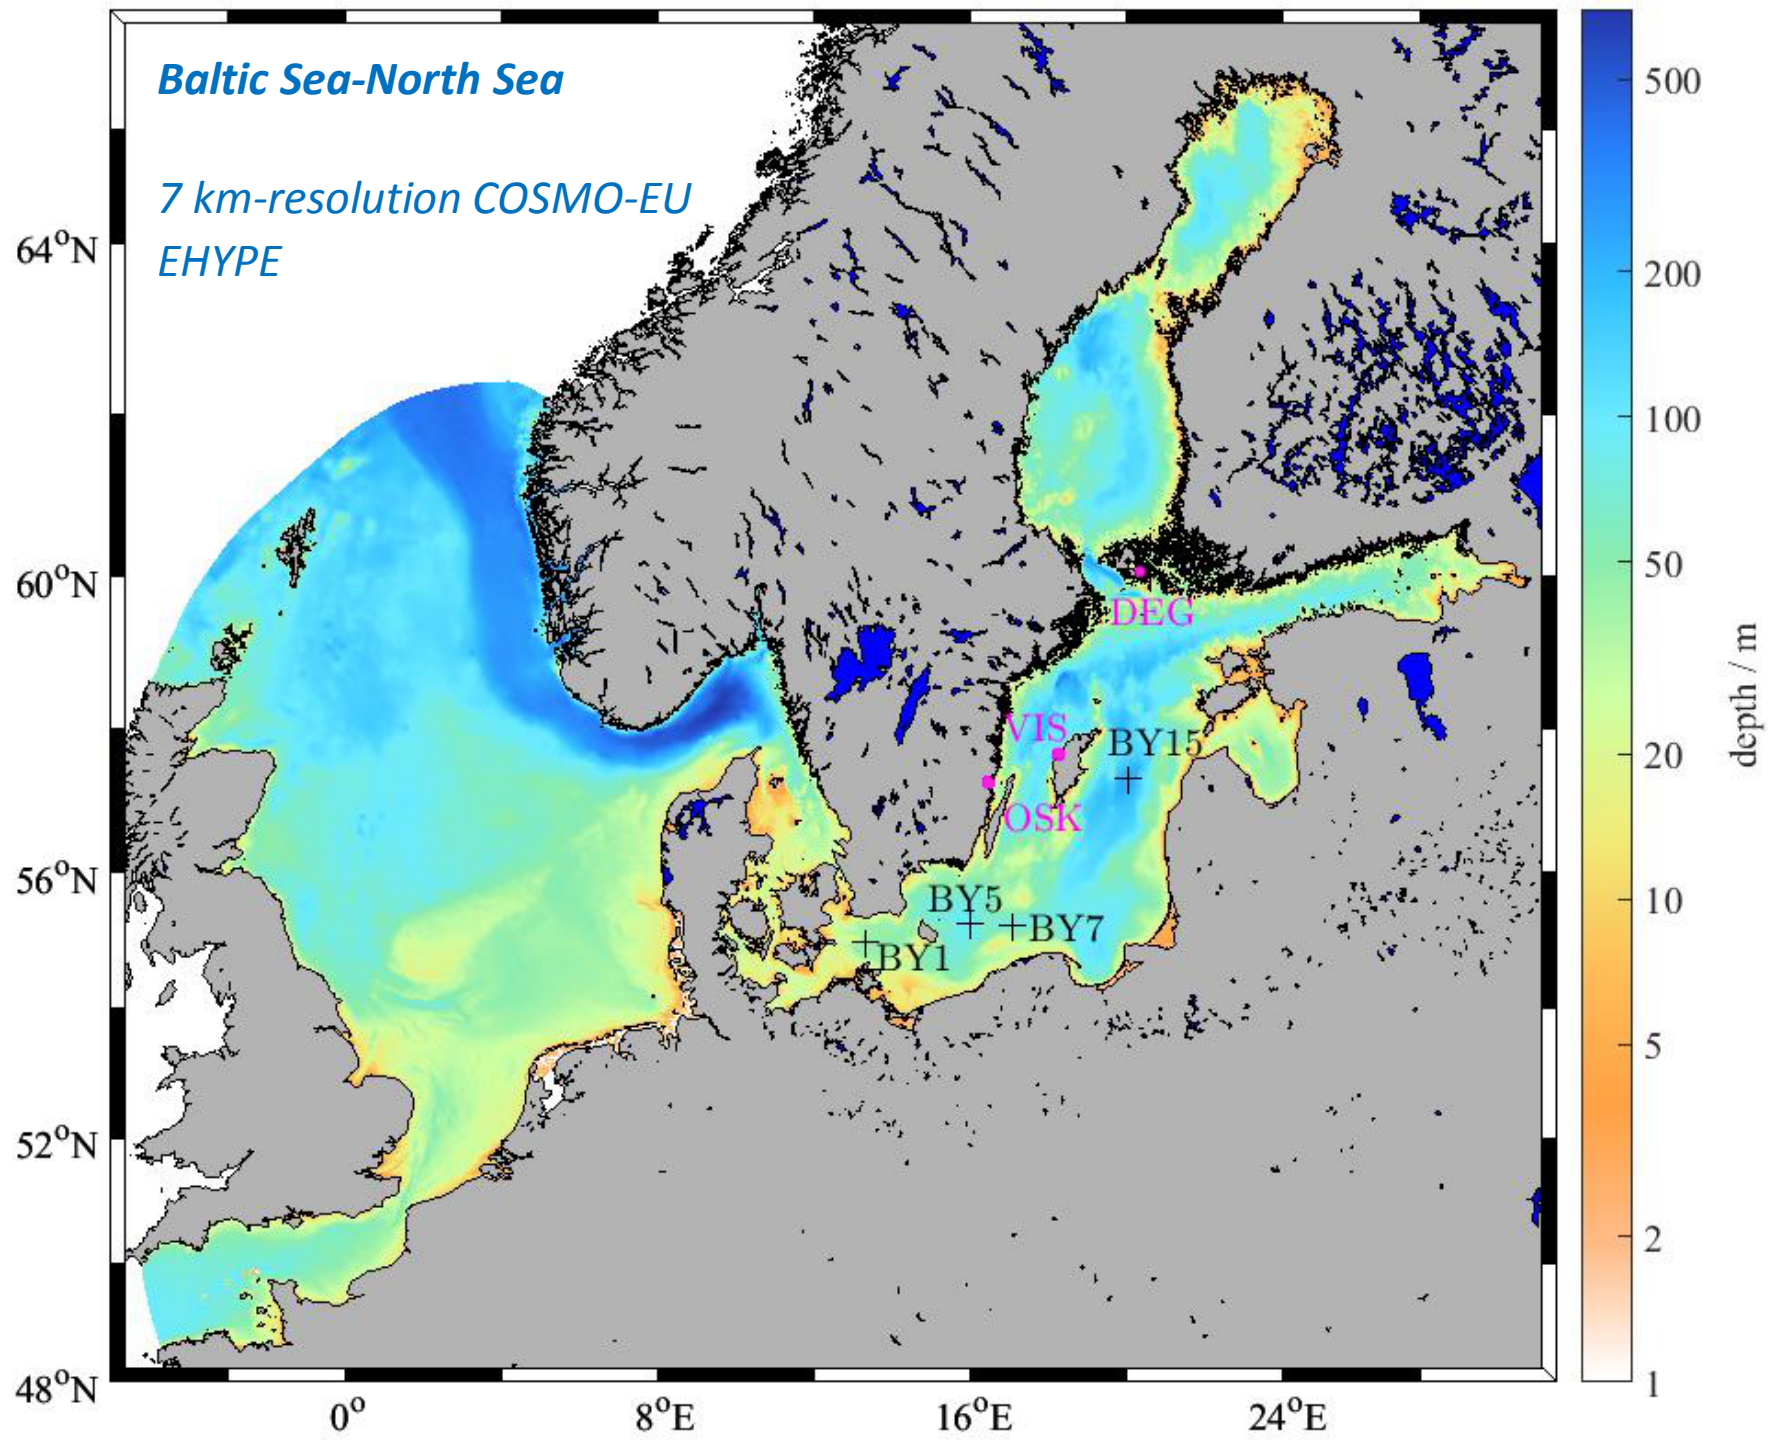 Baltic Sea-North Sea
7 km-resolution COSMO-EU
EHYPE
64°N
60°N
56°N
52°N
48°N
0°
8°E
16°E
24°E
DEG
VIS
BY15
OSK
BY5
BY7
BY1
500
200
100
50
20
10
5
2
1
depth / m